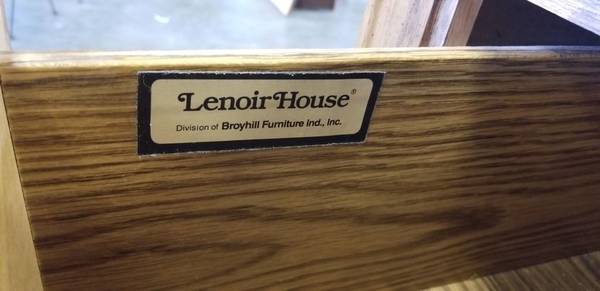 Lenoir House®
Division of Broyhill Furniture Ind., Inc.